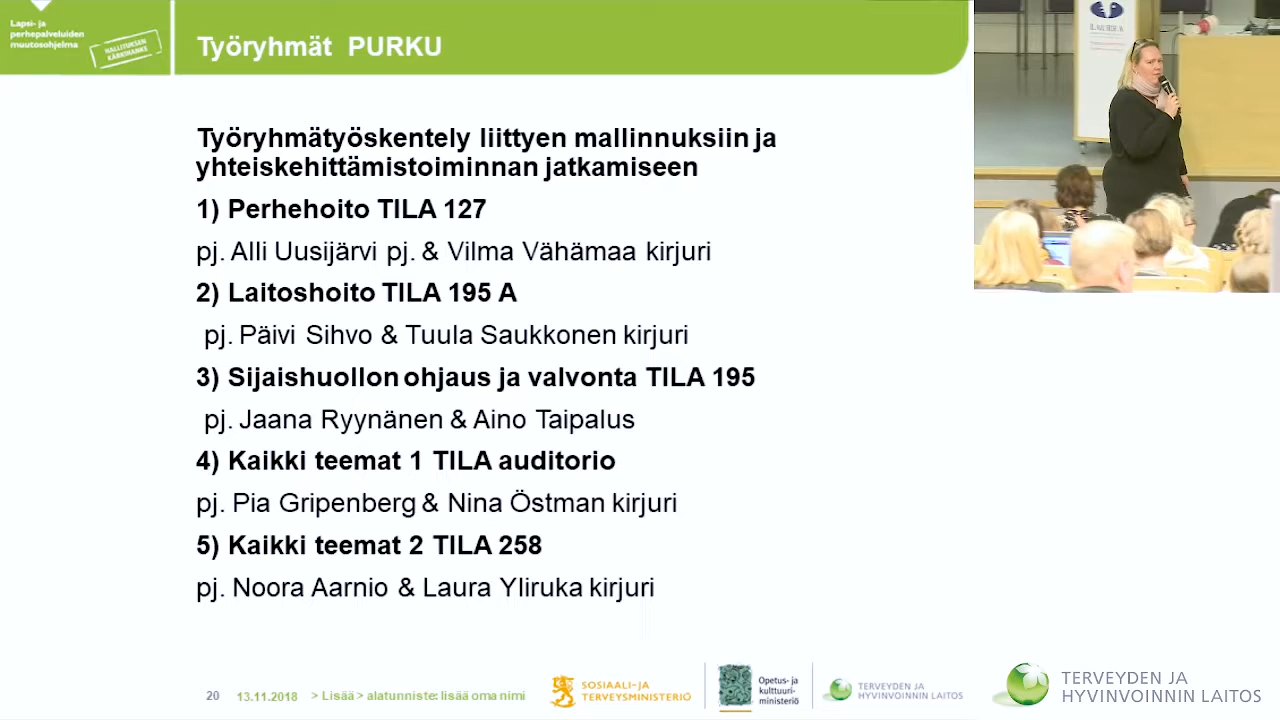 Lapsi- ja
perhepalveluiden
muutosohjelma
HALLITUKSEN
KÄRKIHANKE
Työryhmät PURKU
Työryhmätyöskentely liittyen mallinnuksiin ja
yhteiskehittämistoiminnan jatkamiseen
1) Perhehoito TILA 127
pj. Alli Uusijärvi pj. & Vilma Vähämaa kirjuri
2) Laitoshoito TILA 195 A
pj. Päivi Sihvo & Tuula Saukkonen kirjuri
3) Sijaishuollon ohjaus ja valvonta TILA 195
pj. Jaana Ryynänen & Aino Taipalus
4) Kaikki teemat 1 TILA auditorio
pj. Pia Gripenberg & Nina Östman kirjuri
5) Kaikki teemat 2 TILA 258
pj. Noora Aarnio & Laura Yliruka kirjuri
20 13.11.2018 > Lisää > alatunniste: lisää oma nimi
SOSIAALI- JA
TERVEYSMINISTERIÖ
Opetus- ja
kulttuuri-
ministeriö
TERVEYDEN JA
HYVINVOINNIN LAITOS
TERVEYDEN JA
HYVINVOINNIN LAITOS